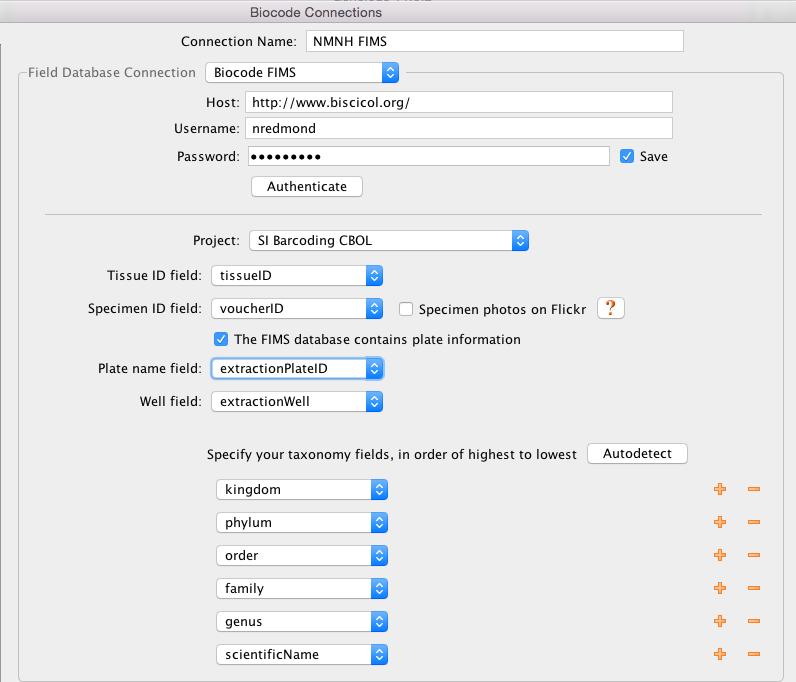 Biocode Connections
Connection Name: NMNH FIMS
Field Database Connection Biocode FIMS
Host: http://www.biscicol.org/
Username: nredmond
Password: ●●●●●●●●● Save
Authenticate
Project: SI Barcoding CBOL
Tissue ID field: tissueID
Specimen ID field: voucherID Specimen photos on Flickr ?
The FIMS database contains plate information
Plate name field: extractionPlateID
Well field: extractionWell
Specify your taxonomy fields, in order of highest to lowest Autodetect
kingdom
phylum
order
family
genus
scientificName